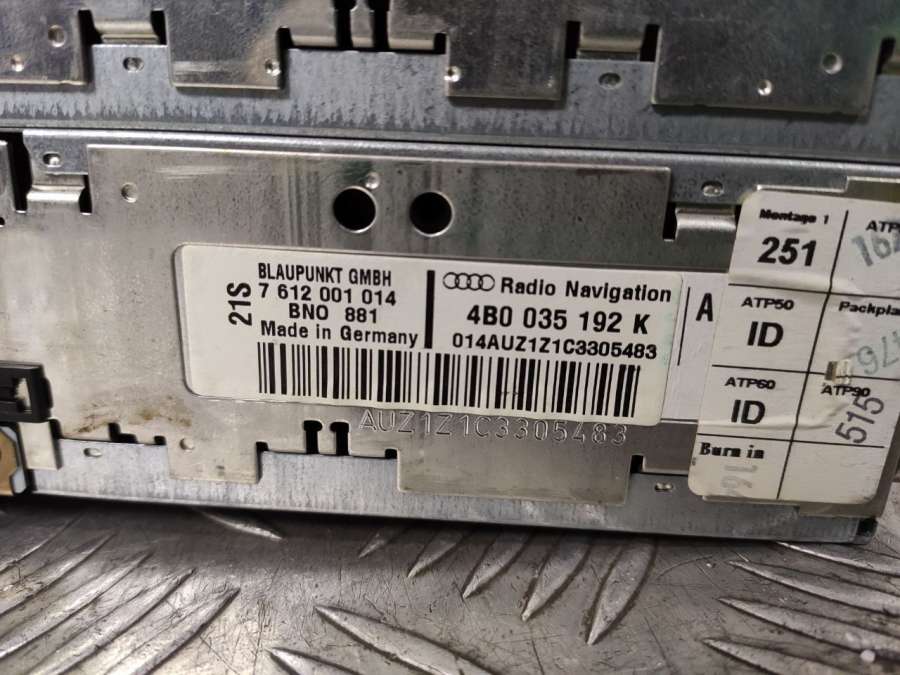 21S
BLAUPUNKT GMBH
7 612 001 014
BNO 881
Made in Germany
Radio Navigation
4B0 035 192 K
014AUZ1Z1C3305483
A
AUZ1Z1C3305483
Montage 1
251
ATP50
ID
ATP60
ID
ATP90
515
Burn in